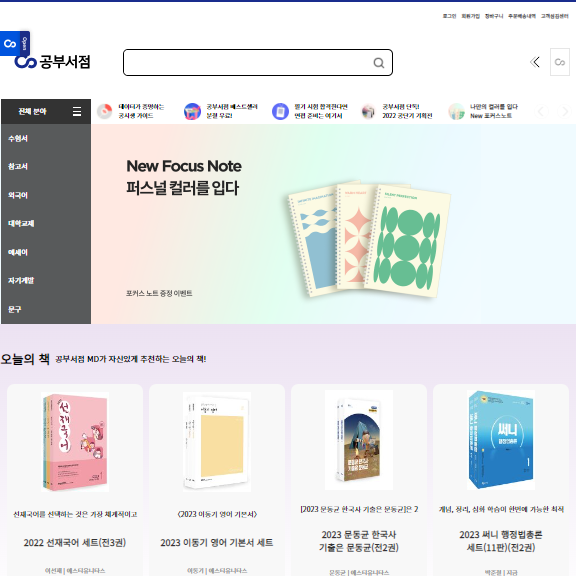 로그인 회원가입 장바구니 주문배송내역 고객센터
Open
공부서점
전체 분야
데이터가 증명하는
공시생 가이드
공부서점 베스트셀러
분철 무료!
필기 시험 합격한다면
면접 준비는 여기서
공부서점 단독!
2022 공단기 기획전
나만의 컬러를 입다
New 포커스노트
수험서
참고서
외국어
대학교재
에세이
자기계발
문구
New Focus Note
퍼스널 컬러를 입다
포커스 노트 증정 이벤트
오늘의 책 공부서점 MD가 자신있게 추천하는 오늘의 책!
선재국어
써니
행정법총론
1
선재국어를 선택하는 것은 가장 체계적이고
<2023 이동기 영어 기본서>
[2023 문동균 한국사 기출은 문동균]은 2
개념, 정리, 심화 학습이 한번에 가능한 최적
2022 선재국어 세트(전3권)
2023 이동기 영어 기본서 세트
2023 문동균 한국사
기출은 문동균(전2권)
2023 써니 행정법총론
세트(11판)(전2권)
이선재 | 에스티유니타스
이동기 | 에스티유니타스
문동균 | 에스티유니타스
박준철 | 지금